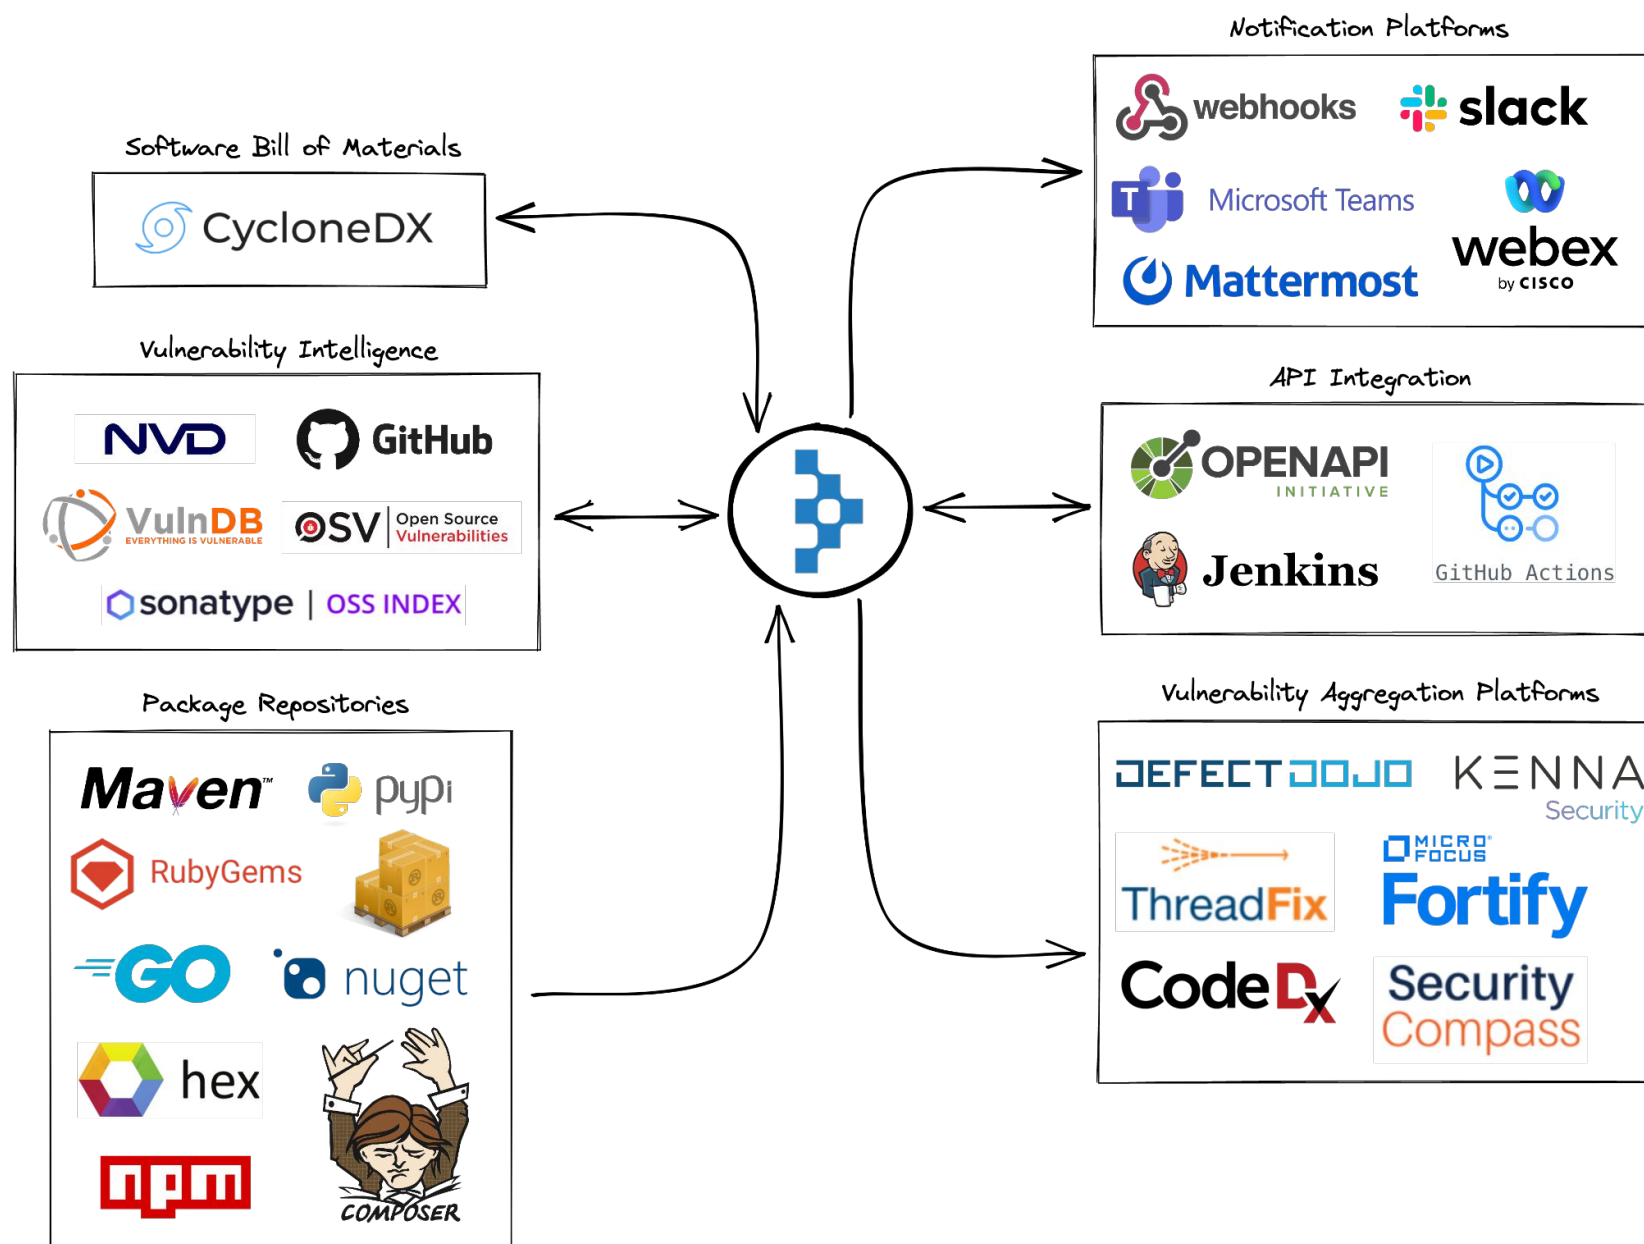 Software Bill of Materials
CycloneDX
Vulnerability Intelligence
NVD
GitHub
VulnDB
EVERYTHING IS VULNERABLE
OSV
Open Source
Vulnerabilities
sonatype | OSS INDEX
Package Repositories
Maven™
pypi
RubyGems
GO
nuget
hex
npm
COMPOSER
Notification Platforms
webhooks
slack
T
Microsoft Teams
webex
by CISCO
Mattermost
API Integration
OPENAPI
INITIATIVE
Jenkins
GitHub Actions
Vulnerability Aggregation Platforms
DEFECTDOJO
KENNA
Security
ThreadFix
MICRO®
FOCUS
Fortify
Code Dx
Security
Compass